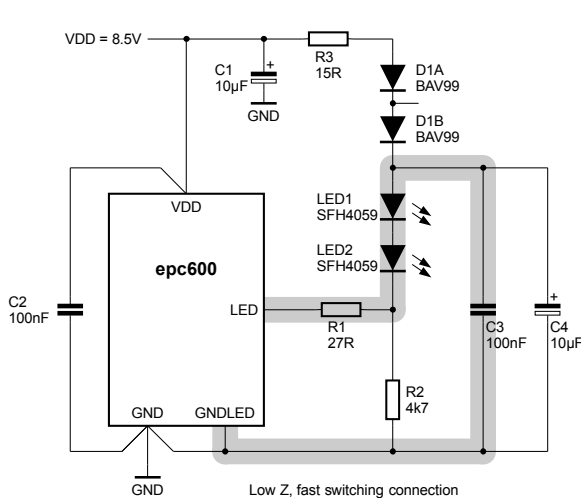 VDD = 8.5V
R3
15R
C1
10µF
+
GND
D1A
BAV99
D1B
BAV99
VDD
LED1
SFH4059
LED2
SFH4059
epc600
C2
100nF
LED
R1
27R
C3
100nF
+
C4
10µF
R2
4k7
GND
GNDLED
GND
Low Z, fast switching connection